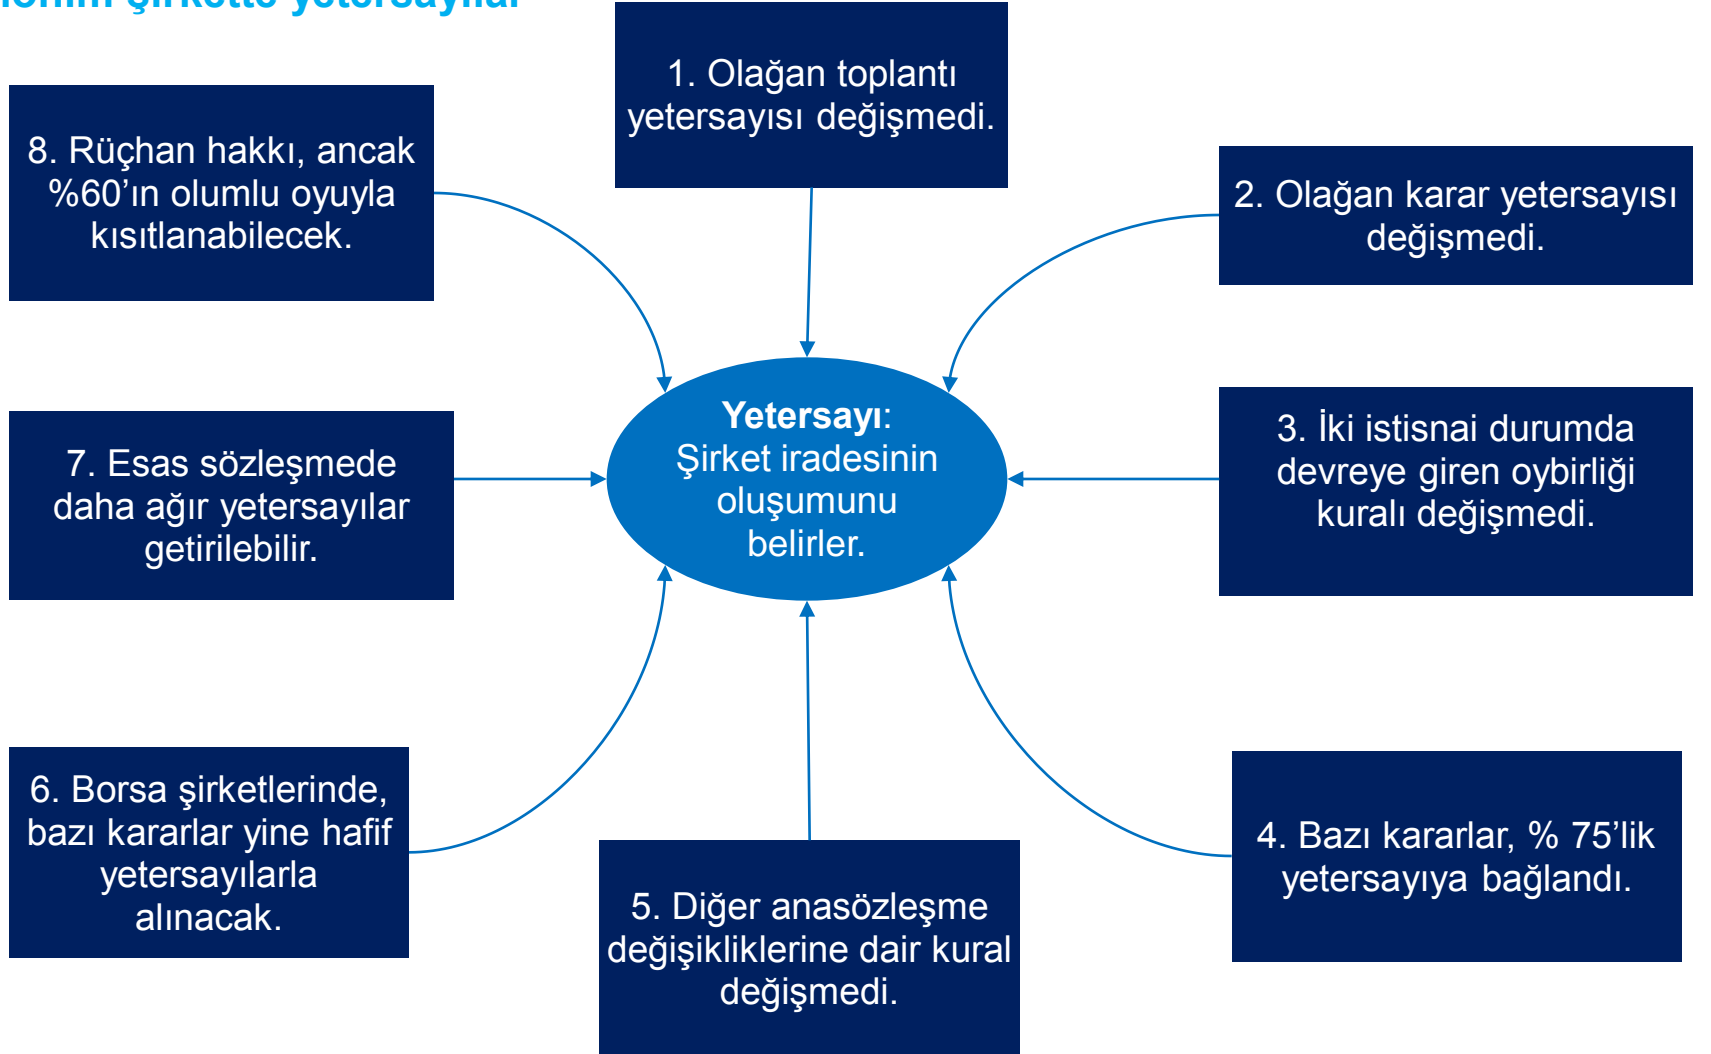 şirkette yetersayılar
1. Olağan toplantı
yetersayısı değişmedi.
2. Olağan karar yetersayısı
değişmedi.
3. İki istisnai durumda
devreye giren oybirliği
kuralı değişmedi.
4. Bazı kararlar, % 75’lik
yetersayıya bağlandı.
5. Diğer anasözleşme
değişikliklerine dair kural
değişmedi.
6. Borsa şirketlerinde,
bazı kararlar yine hafif
yetersayılarla
alınacak.
7. Esas sözleşmede
daha ağır yetersayılar
getirilebilir.
8. Rüçhan hakkı, ancak
%60’ın olumlu oyuyla
kısıtlanabilecek.
Yetersayı:
Şirket iradesinin
oluşumunu
belirler.